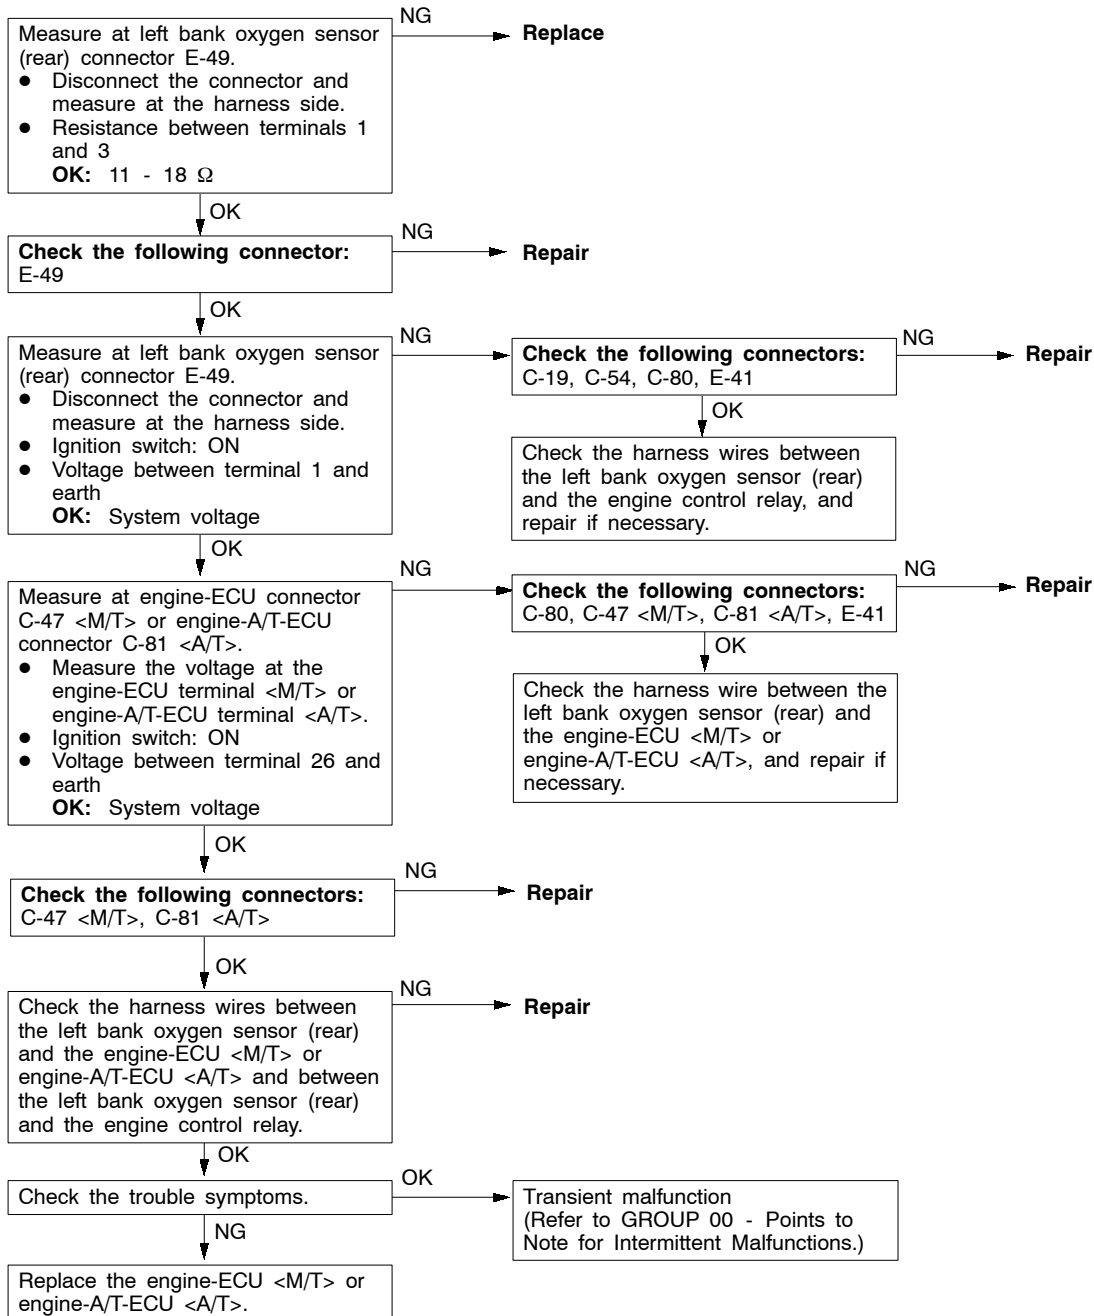 Measure at left bank oxygen sensor
(rear) connector E-49.
● Disconnect the connector and
measure at the harness side.
● Resistance between terminals 1
and 3
OK: 11 - 18 Ω
NG
Replace
OK
Check the following connector:
E-49
NG
Repair
OK
Measure at left bank oxygen sensor
(rear) connector E-49.
● Disconnect the connector and
measure at the harness side.
● Ignition switch: ON
● Voltage between terminal 1 and
earth
OK: System voltage
NG
Check the following connectors:
C-19, C-54, C-80, E-41
NG
Repair
OK
Check the harness wires between
the left bank oxygen sensor (rear)
and the engine control relay, and
repair if necessary.
OK
Measure at engine-ECU connector
C-47 <M/T> or engine-A/T-ECU
connector C-81 <A/T>.
● Measure the voltage at the
engine-ECU terminal <M/T> or
engine-A/T-ECU terminal <A/T>.
● Ignition switch: ON
● Voltage between terminal 26 and
earth
OK: System voltage
NG
Check the following connectors:
C-80, C-47 <M/T>, C-81 <A/T>, E-41
NG
Repair
OK
Check the harness wire between the
left bank oxygen sensor (rear) and
the engine-ECU <M/T> or
engine-A/T-ECU <A/T>, and repair if
necessary.
OK
Check the following connectors:
C-47 <M/T>, C-81 <A/T>
NG
Repair
OK
Check the harness wires between
the left bank oxygen sensor (rear)
and the engine-ECU <M/T> or
engine-A/T-ECU <A/T> and between
the left bank oxygen sensor (rear)
and the engine control relay.
NG
Repair
OK
Check the trouble symptoms.
OK
Transient malfunction
(Refer to GROUP 00 - Points to
Note for Intermittent Malfunctions.)
NG
Replace the engine-ECU <M/T> or
engine-A/T-ECU <A/T>.